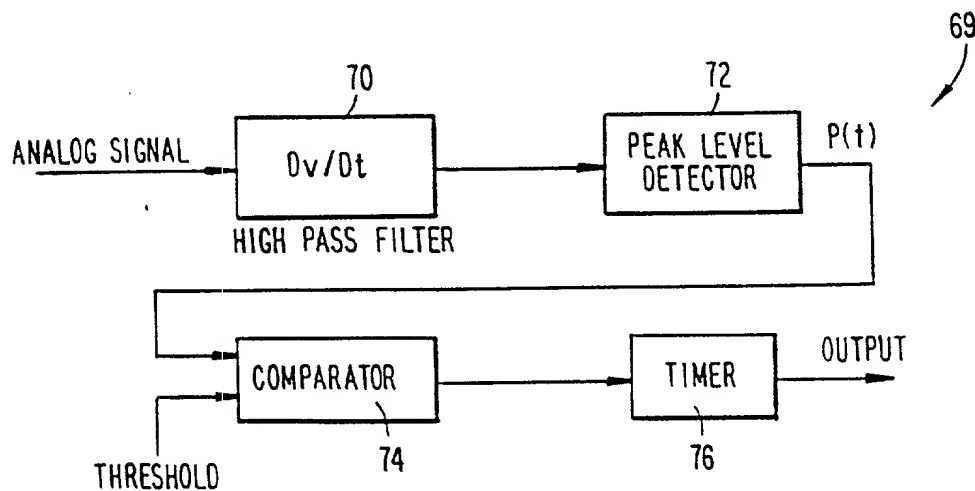 69
70
72
ANALOG SIGNAL
Dv/Dt
PEAK LEVEL
DETECTOR
P(t)
HIGH PASS FILTER
COMPARATOR
TIMER
OUTPUT
THRESHOLD
74
76